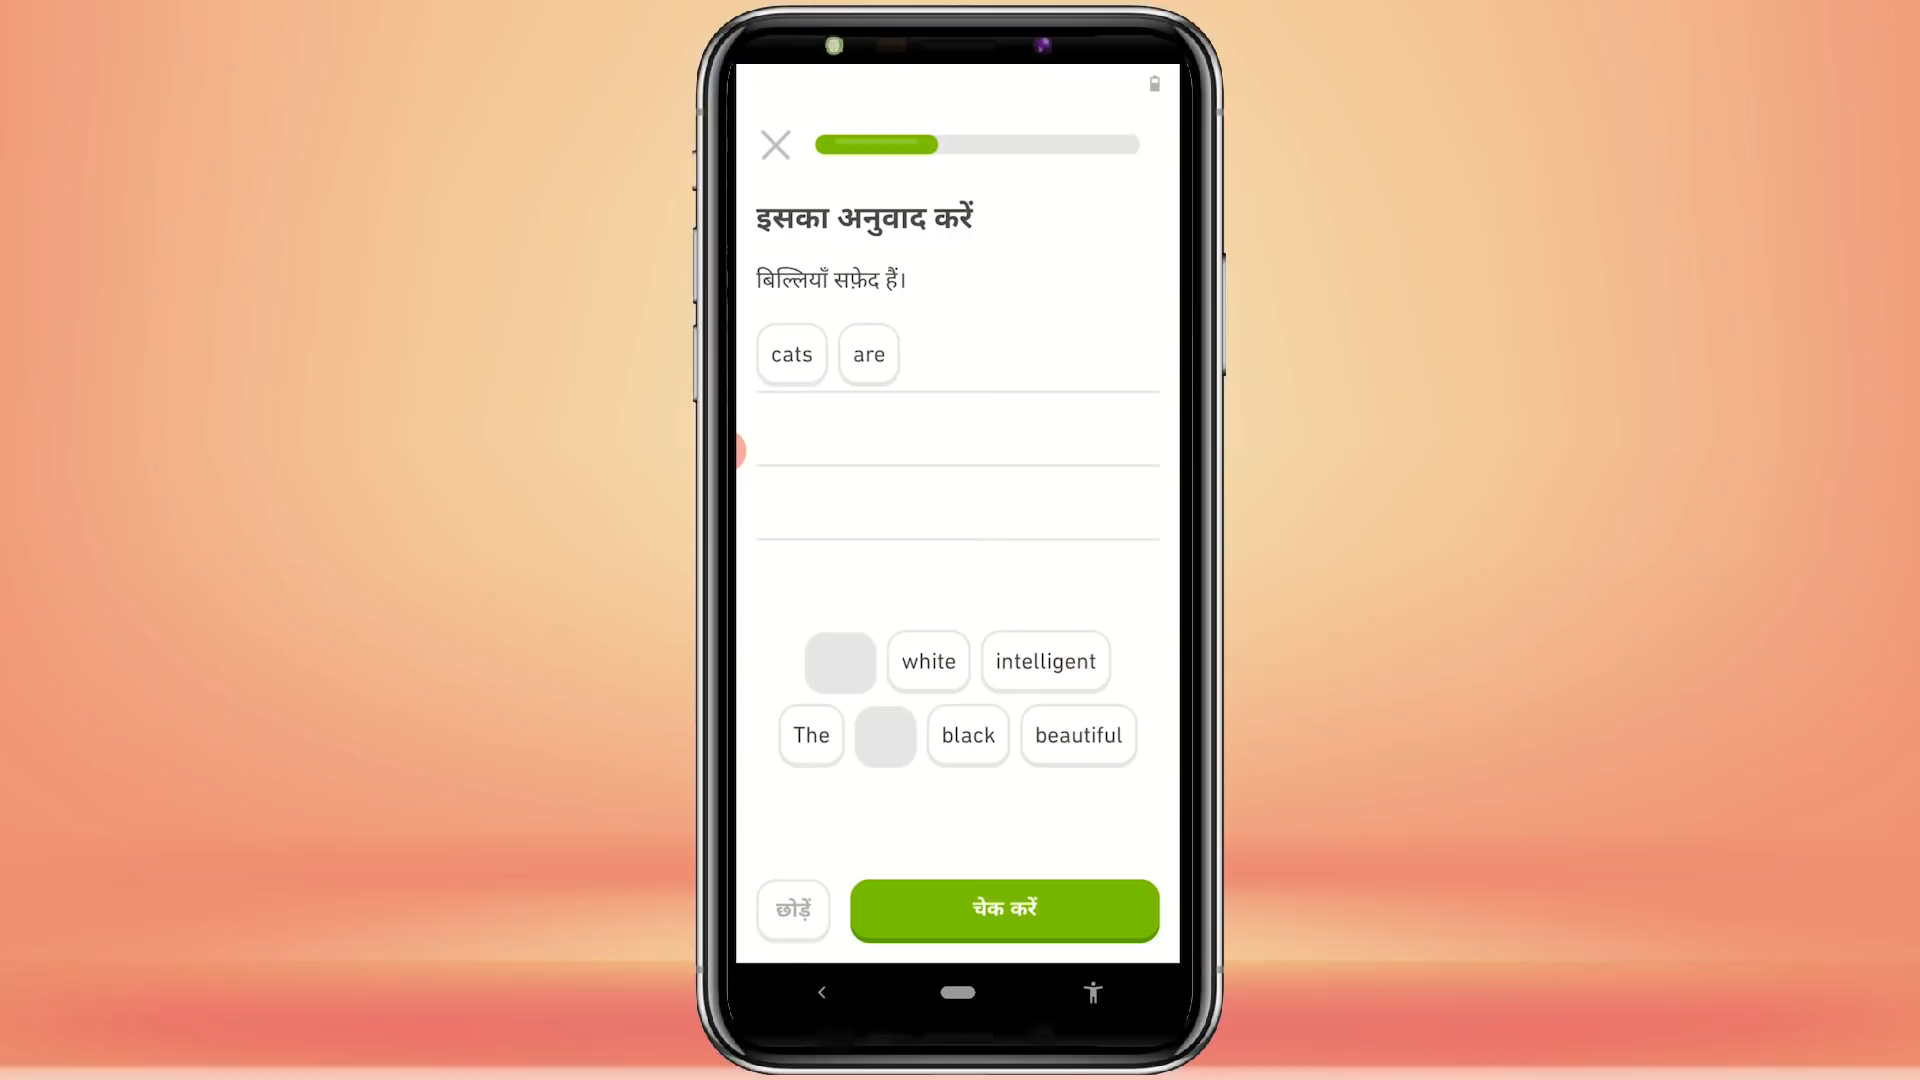 इसका अनुवाद करें
बिल्लियाँ सफ़ेद हैं।
cats are
white intelligent
The black beautiful
छोड़ें चेक करें